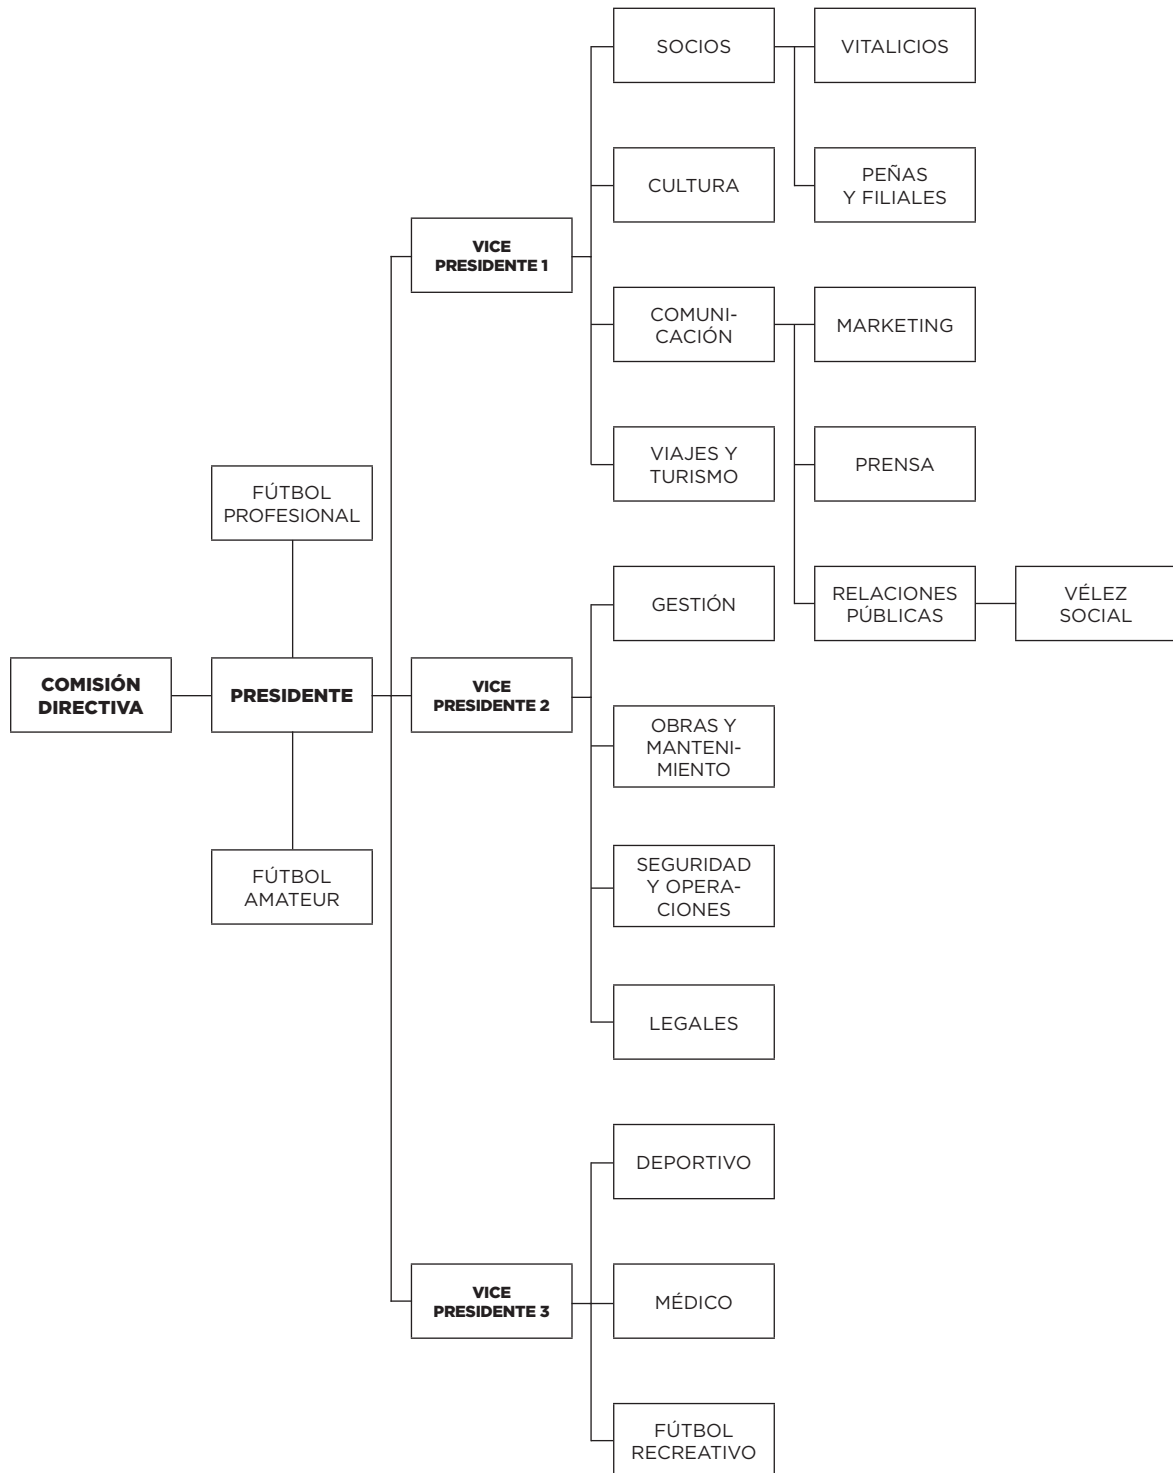 SOCIOS
VITALICIOS
CULTURA
PEÑAS
Y FILIALES
VICE
PRESIDENTE 1
COMUNI-
CACIÓN
MARKETING
VIAJES Y
TURISMO
PRENSA
FÚTBOL
PROFESIONAL
GESTIÓN
RELACIONES
PÚBLICAS
VÉLEZ
SOCIAL
COMISIÓN
DIRECTIVA
PRESIDENTE
VICE
PRESIDENTE 2
OBRAS Y
MANTENI-
MIENTO
FÚTBOL
AMATEUR
SEGURIDAD
Y OPERA-
CIONES
LEGALES
DEPORTIVO
VICE
PRESIDENTE 3
MÉDICO
FÚTBOL
RECREATIVO